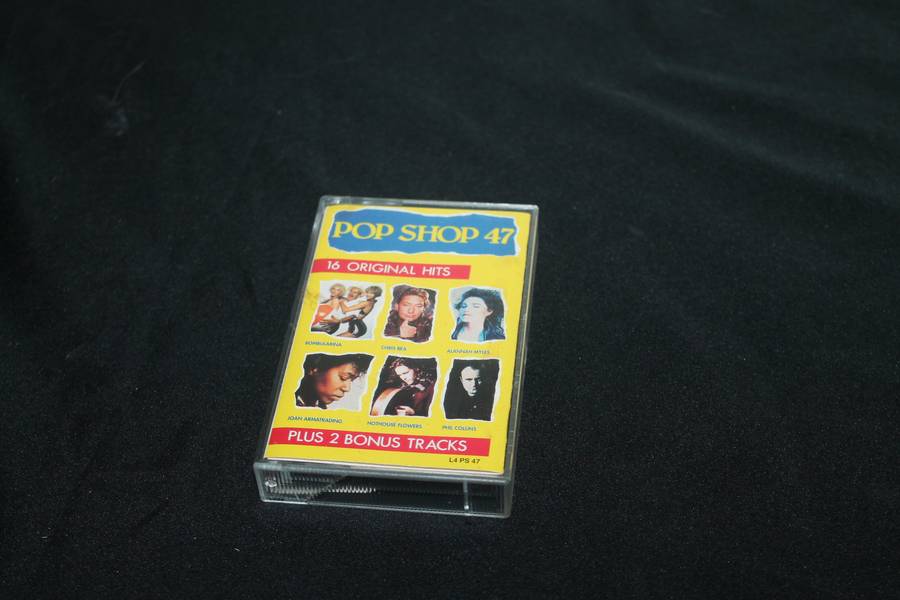 POP SHOP 47
16 ORIGINAL HITS
BOMBULARINA
CHRIS REA
ALANNAH MYLES
JOAN ARMATRADING
HOTHOUSE FLOWERS
PHIL COLLINS
PLUS 2 BONUS TRACKS
L4 PS 47